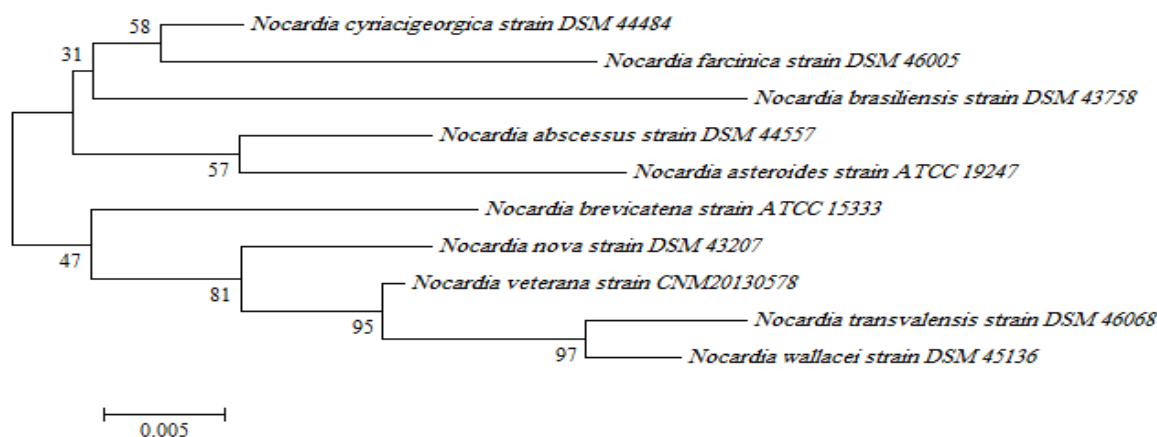 58
Nocardia cyriacigeorgica strain DSM 44484
31
Nocardia farcinica strain DSM 46005
Nocardia brasiliensis strain DSM 43758
Nocardia abscessus strain DSM 44557
57
Nocardia asteroides strain ATCC 19247
Nocardia brevicatena strain ATCC 15333
47
Nocardia nova strain DSM 43207
81
Nocardia veterana strain CNM20130578
95
Nocardia transvalensis strain DSM 46068
97
Nocardia wallacei strain DSM 45136
0.005